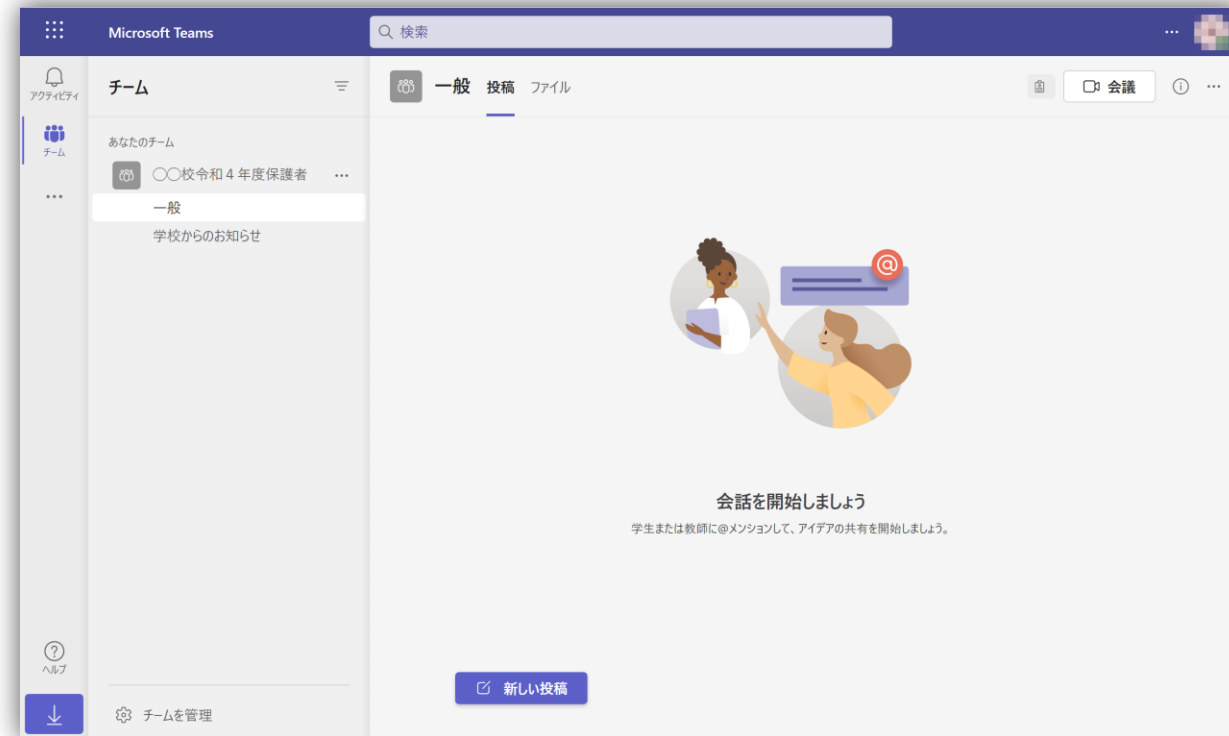 Microsoft Teams
検索
…
アクティビティ
チーム
…
ヘルプ
チーム
あなたのチーム
〇〇校令和４年度保護者 …
一般
学校からのお知らせ
チームを管理
一般 投稿 ファイル
会議
…
@
会話を開始しましょう
学生または教師に@メンションして、アイデアの共有を開始しましょう。
新しい投稿